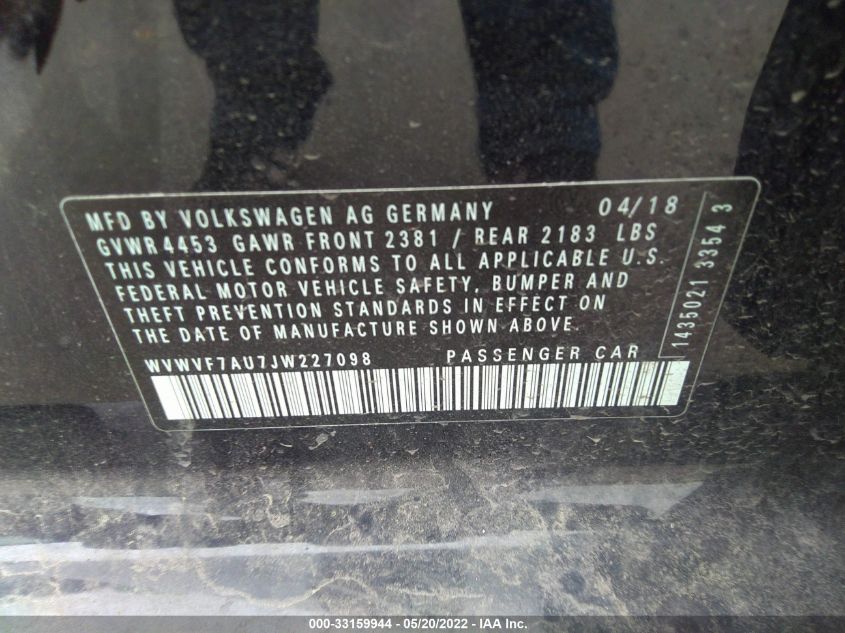 MFD BY VOLKSWAGEN AG GERMANY 04/18
GVWR4453 GAWR FRONT 2381 / REAR 2183 LBS
THIS VEHICLE CONFORMS TO ALL APPLICABLE U.S.
FEDERAL MOTOR VEHICLE SAFETY, BUMPER AND
THEFT PREVENTION STANDARDS IN EFFECT ON
THE DATE OF MANUFACTURE SHOWN ABOVE.
WVWVF7AU7JW227098 PASSENGER CAR
1435021 3354 3
000-33159944 - 05/20/2022 - IAA Inc.